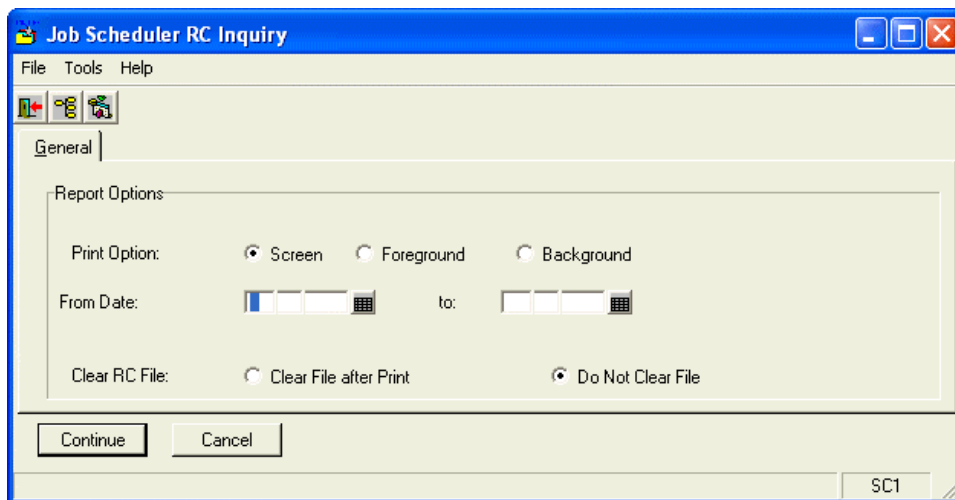 Job Scheduler RC Inquiry
File Tools Help
General
Report Options
Print Option: Screen Foreground Background
From Date: to:
Clear RC File: Clear File after Print Do Not Clear File
Continue Cancel
SC1